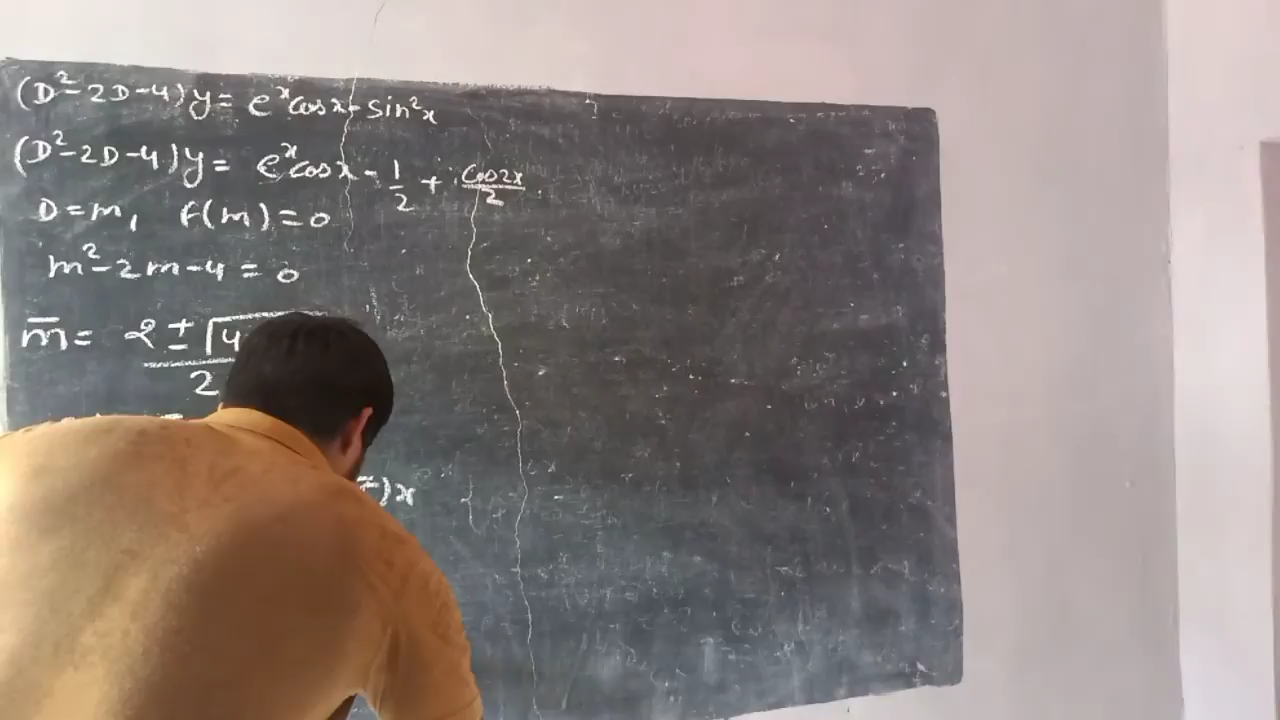 (D²-2D-4)y = eˣcosx - sin²x
(D²-2D-4)y = eˣcosx - 1/2 + cos2x/2
D=m, f(m)=0
m²-2m-4=0
m̄ = 2±√4
2
)x